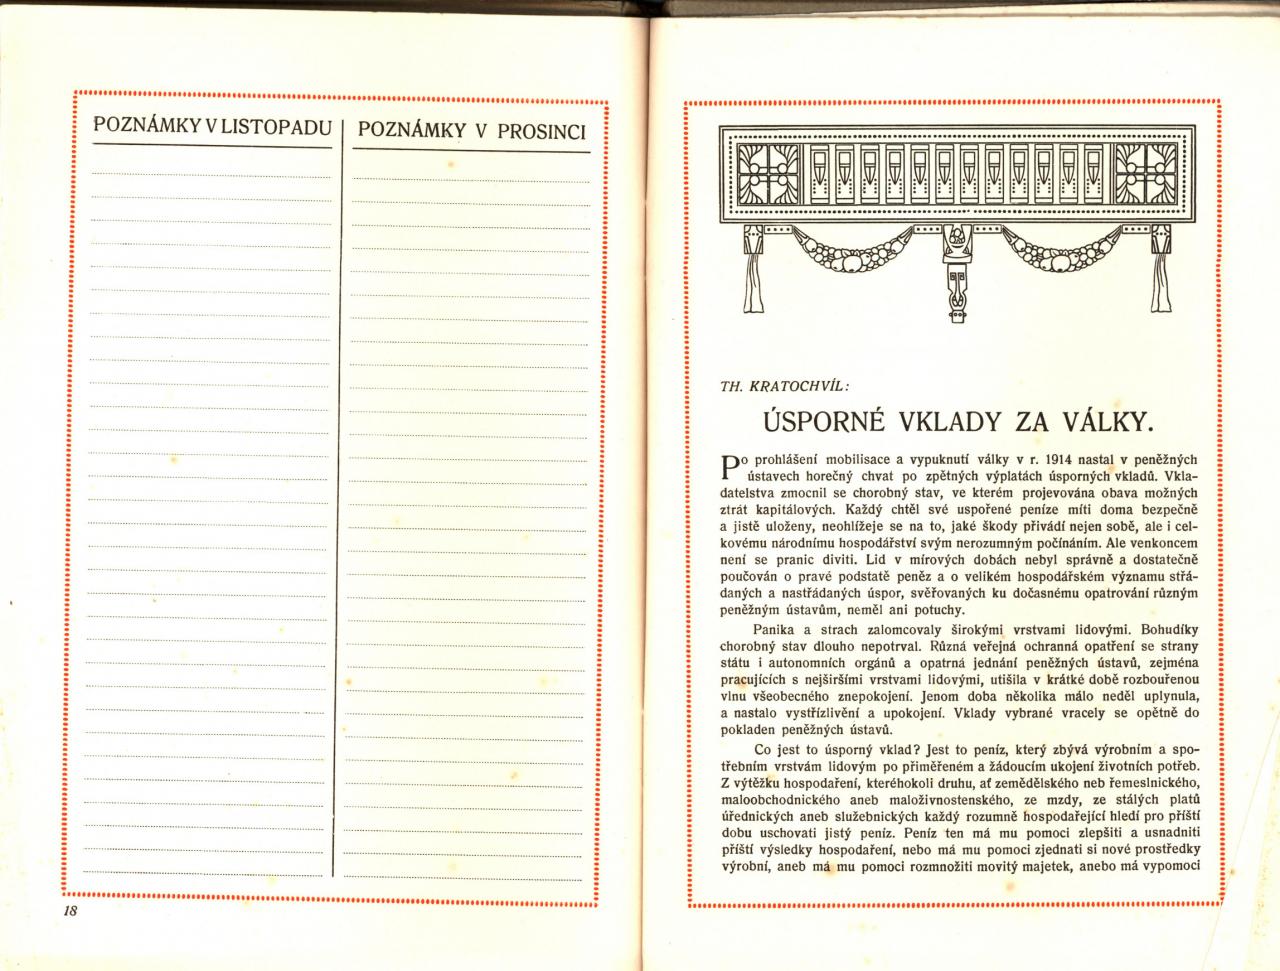 POZNÁMKY V LISTOPADU
POZNÁMKY V PROSINCI
18
TH. KRATOCHVÍL:
ÚSPORNÉ VKLADY ZA VÁLKY.
Po prohlášení mobilisace a vypuknutí války v r. 1914 nastal v peněžných
ústavech horečný chvat po zpětných výplatách úsporných vkladů. Vkla-
datelstva zmocnil se chorobný stav, ve kterém projevována obava možných
ztrát kapitálových. Každý chtěl své uspořené peníze míti doma bezpečně
a jistě uloženy, neohlížeje se na to, jaké škody přivádí nejen sobě, ale i cel-
kovému národnímu hospodářství svým nerozumným počínáním. Ale venkoncem
není se pranic diviti. Lid v mírových dobách nebyl správně a dostatečně
poučován o pravé podstatě peněz a o velikém hospodářském významu střá-
daných a nastřádaných úspor, svěřovaných ku dočasnému opatrování různým
peněžným ústavům, neměl ani potuchy.
Panika a strach zalomcovaly širokými vrstvami lidovými. Bohudíky
chorobný stav dlouho nepotrval. Různá veřejná ochranná opatření se strany
státu i autonomních orgánů a opatrná jednání peněžných ústavů, zejména
pracujících s nejširšími vrstvami lidovými, utišila v krátké době rozbouřenou
vlnu všeobecného znepokojení. Jenom doba několika málo neděl uplynula,
a nastalo vystřízlivění a upokojení. Vklady vybrané vracely se opětně do
pokladen peněžných ústavů.
Co jest to úsporný vklad? Jest to peníz, který zbývá výrobním a spo-
třebním vrstvám lidovým po přiměřeném a žádoucím ukojení životních potřeb.
Z výtěžku hospodaření, kteréhokoli druhu, ať zemědělského neb řemeslnického,
maloobchodnického aneb maloživnostenského, ze mzdy, ze stálých platů
úřednických aneb služebnických každý rozumně hospodařející hledí pro příští
dobu uschovati jistý peníz. Peníz ten má mu pomoci zlepšiti a usnadniti
příští výsledky hospodaření, nebo má mu pomoci zjednati si nové prostředky
výrobní, aneb má mu pomoci rozmnožiti movitý majetek, anebo má vypomoci